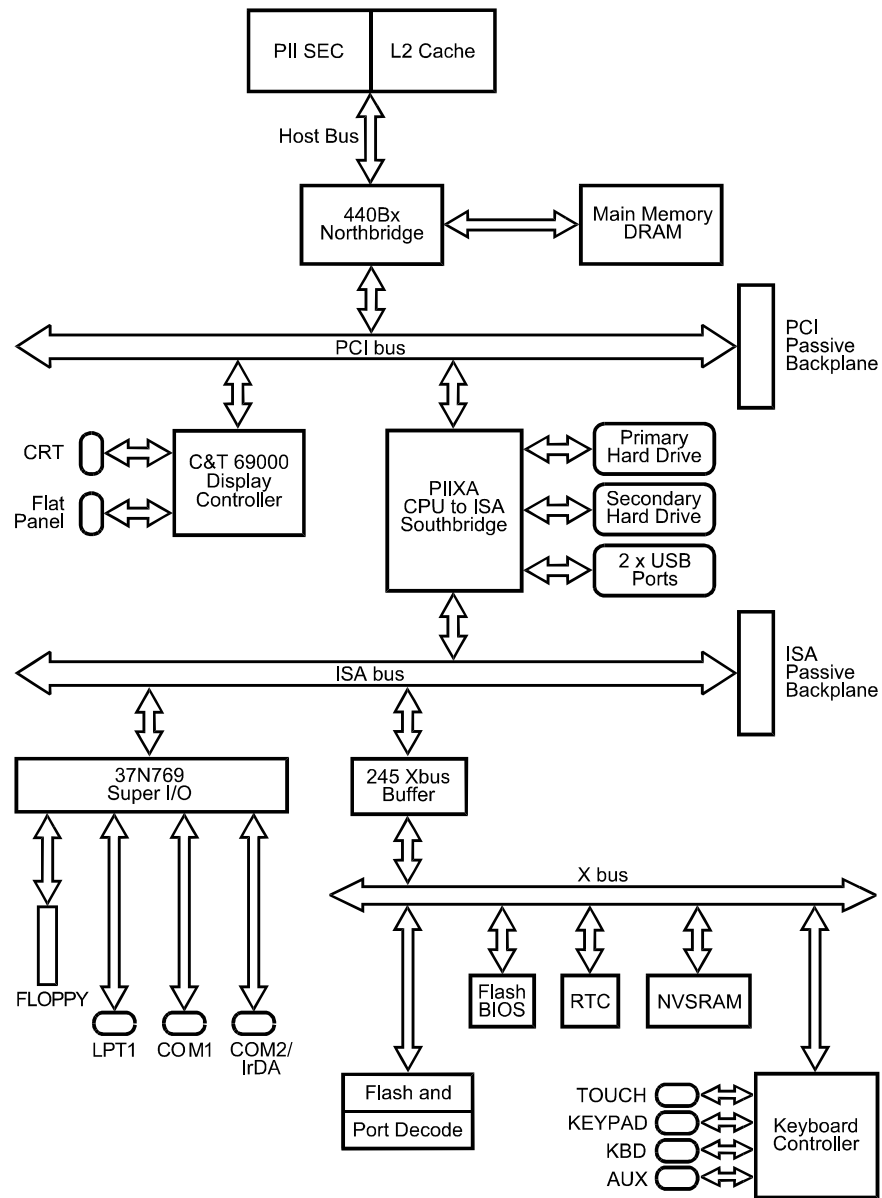 PII SEC
L2 Cache
Host Bus
440Bx
Northbridge
Main Memory
DRAM
PCI bus
PCI
Passive
Backplane
CRT
Flat
Panel
C&T 69000
Display
Controller
PIIXA
CPU to ISA
Southbridge
Primary
Hard Drive
Secondary
Hard Drive
2 x USB
Ports
ISA bus
ISA
Passive
Backplane
37N769
Super I/O
245 Xbus
Buffer
X bus
FLOPPY
LPT1
COM1
COM2/
IrDA
Flash
BIOS
RTC
NVSRAM
Flash and
Port Decode
TOUCH
KEYPAD
KBD
AUX
Keyboard
Controller